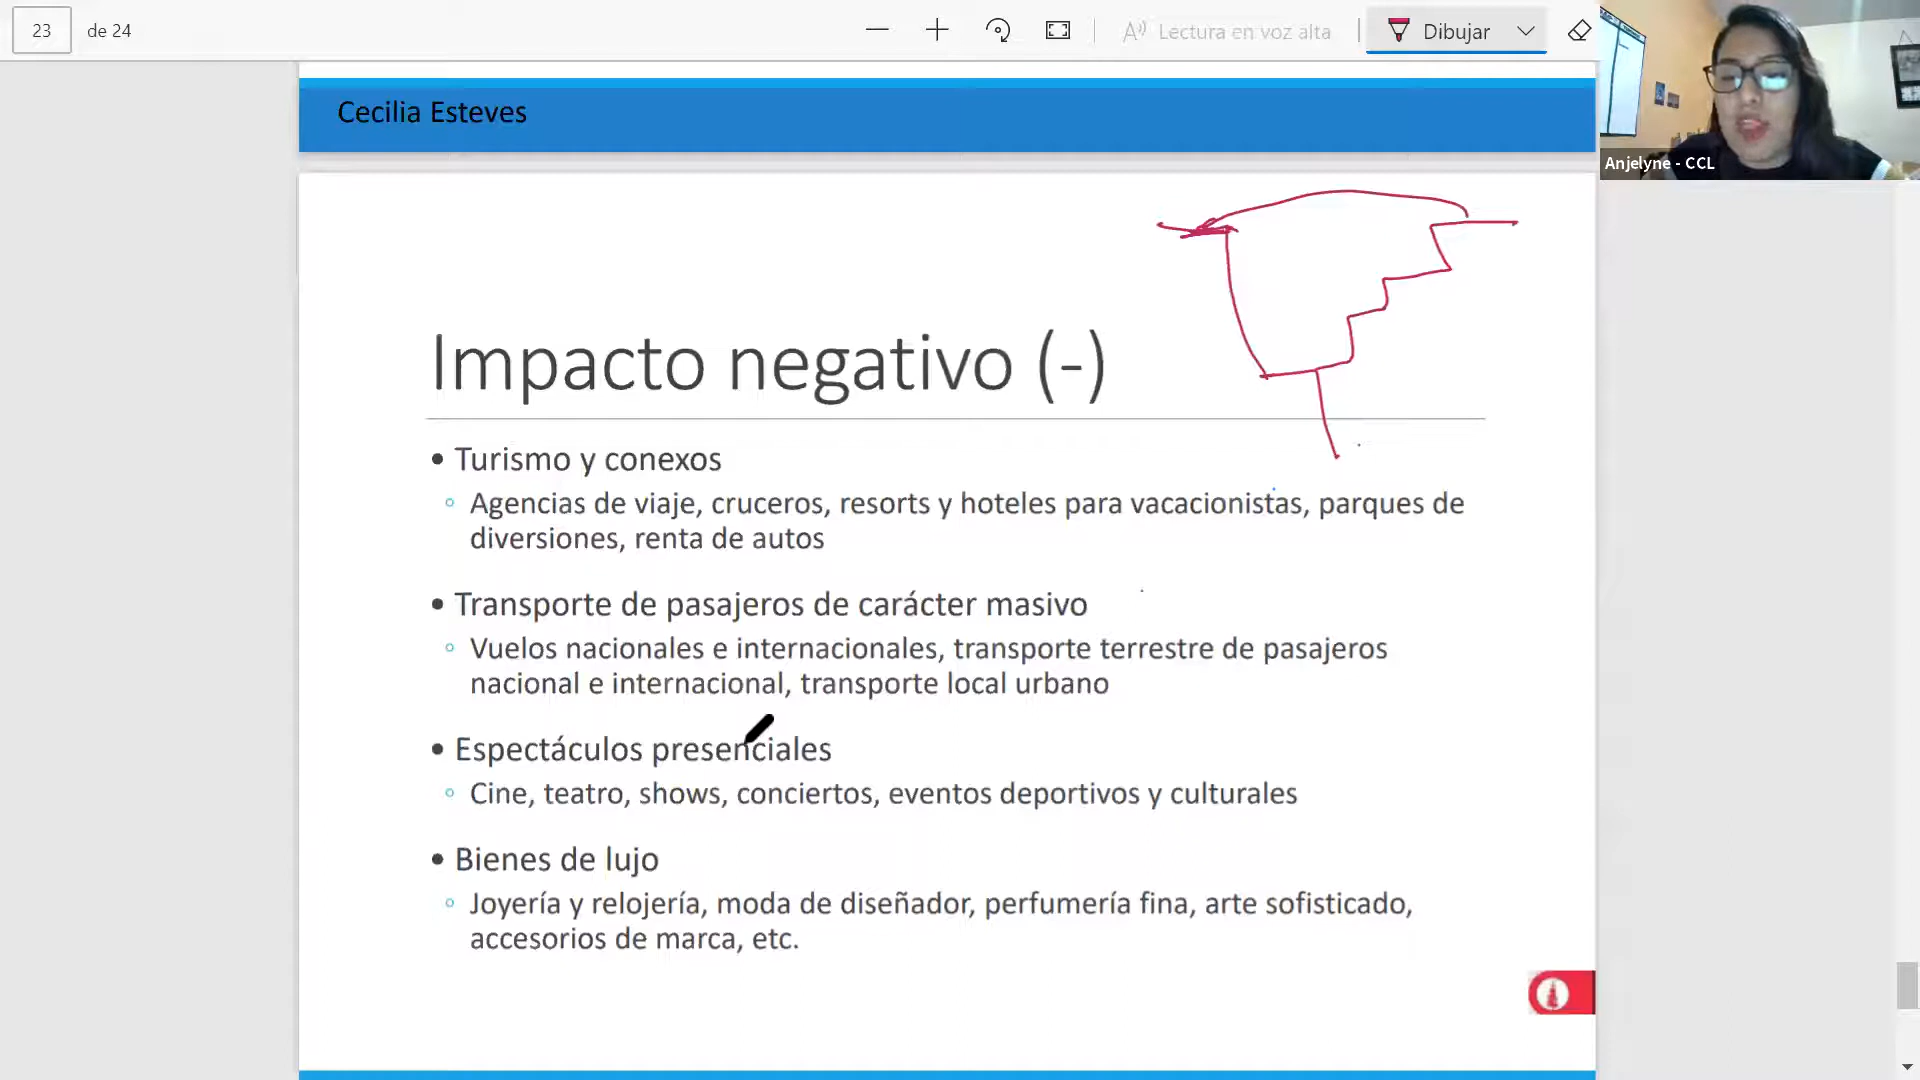 23 de 24 Lectura en voz alta Dibujar
Cecilia Esteves
Anjelyne - CCL
Impacto negativo (-)
• Turismo y conexos
◦ Agencias de viaje, cruceros, resorts y hoteles para vacacionistas, parques de
diversiones, renta de autos
• Transporte de pasajeros de carácter masivo
◦ Vuelos nacionales e internacionales, transporte terrestre de pasajeros
nacional e internacional, transporte local urbano
• Espectáculos presenciales
◦ Cine, teatro, shows, conciertos, eventos deportivos y culturales
• Bienes de lujo
◦ Joyería y relojería, moda de diseñador, perfumería fina, arte sofisticado,
accesorios de marca, etc.